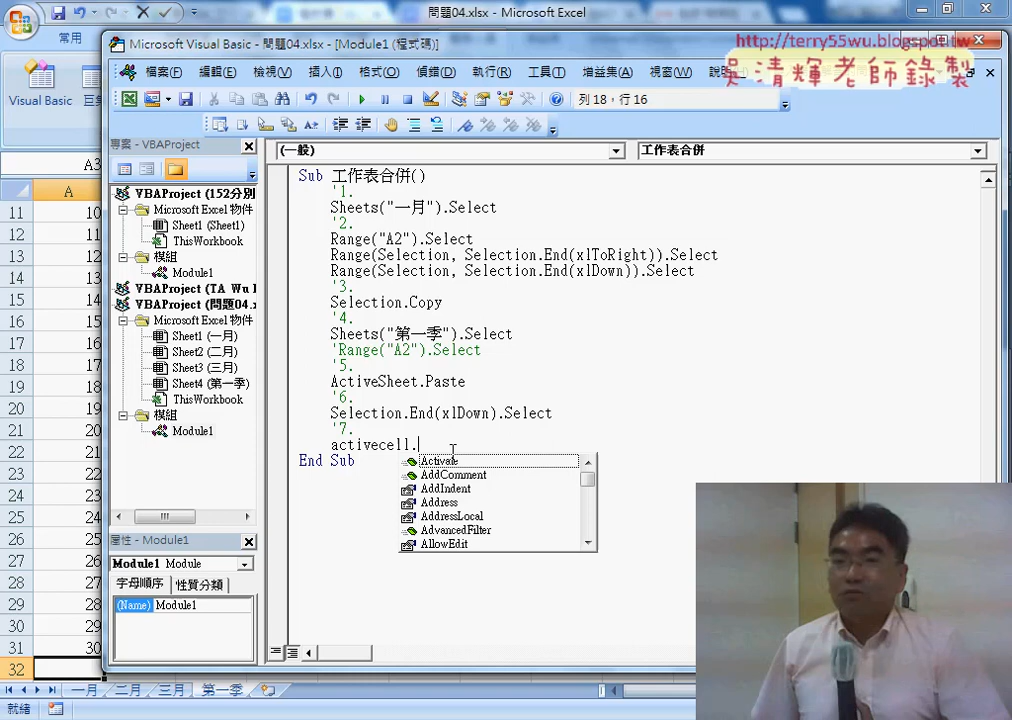 問題04.xlsx - Microsoft Excel
常用
Visual Basic
巨集
Microsoft Visual Basic - 問題04.xlsx - [Module1 (程式碼)]
http://terry55wu.blogspot.tw
吳清輝老師錄製
檔案(F) 編輯(E) 檢視(V) 插入(I) 格式(O) 偵錯(D) 執行(R) 工具(T) 增益集(A) 視窗(W)
列 18，行 16
專案 - VBAProject
(一般)
工作表合併
A3
A
11 10
12 11
13 12
14 13
15 14
16 15
17 16
18 17
19 18
20 19
21 20
22 21
23 22
24 23
25 24
26 25
27 26
28 27
29 28
30 29
31 30
32
VBAProject (152分別
Microsoft Excel 物件
Sheet1 (Sheet1)
ThisWorkbook
模組
Module1
VBAProject (TA Wu I
VBAProject (問題04.x
Microsoft Excel 物件
Sheet1 (一月)
Sheet2 (二月)
Sheet3 (三月)
Sheet4 (第一季)
ThisWorkbook
模組
Module1
屬性 - Module1
Module1 Module
字母順序 性質分類
(Name) Module1
Sub 工作表合併()
'1.
Sheets("一月").Select
'2.
Range("A2").Select
Range(Selection, Selection.End(xlToRight)).Select
Range(Selection, Selection.End(xlDown)).Select
'3.
Selection.Copy
'4.
Sheets("第一季").Select
'Range("A2").Select
'5.
ActiveSheet.Paste
'6.
Selection.End(xlDown).Select
'7.
activecell.
End Sub
Activate
AddComment
AddIndent
Address
AddressLocal
AdvancedFilter
AllowEdit
一月 二月 三月 第一季
就緒